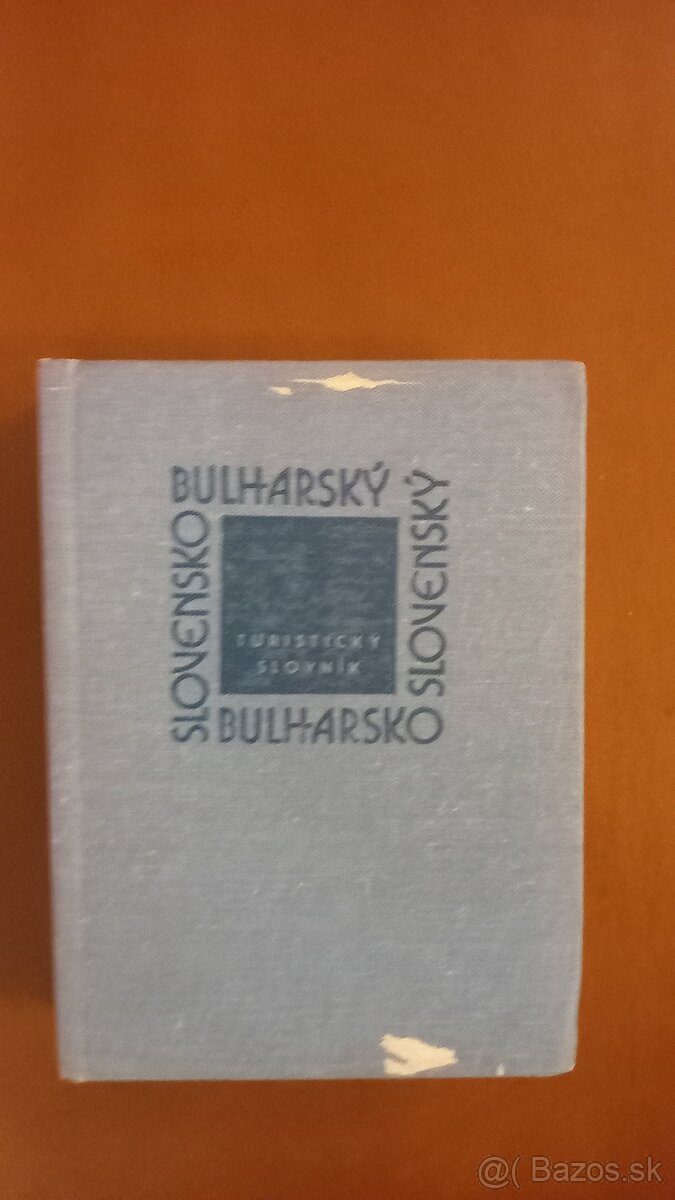 SLOVENSKO
BULHARSKÝ
BULHARSKO
SLOVENSKÝ
TURISTICKÝ
SLOVNÍK
@( Bazos.sk